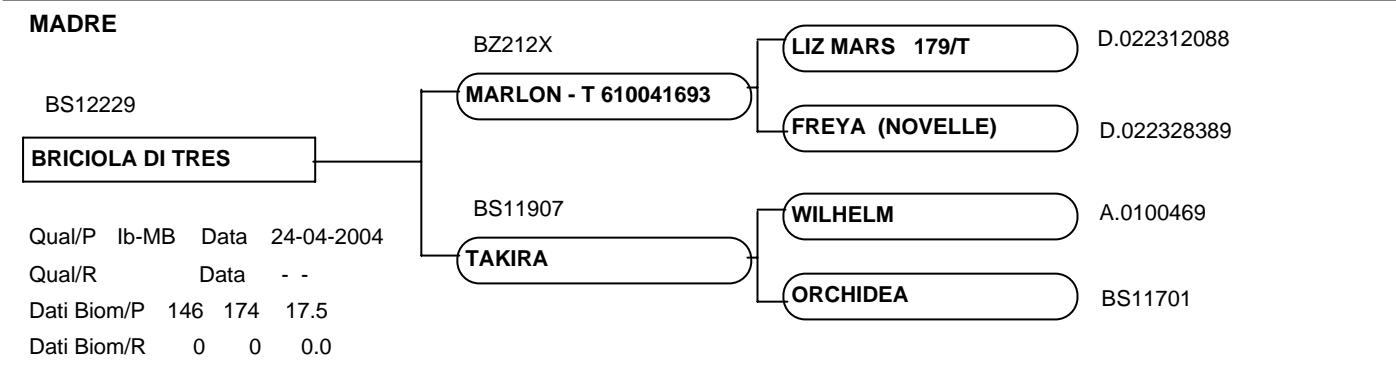 MADRE
BS12229
BRICIOLA DI TRES
Qual/P Ib-MB Data 24-04-2004
Qual/R Data - -
Dati Biom/P 146 174 17.5
Dati Biom/R 0 0 0.0
BZ212X
MARLON - T 610041693
BS11907
TAKIRA
LIZ MARS 179/T D.022312088
FREYA (NOVELLE) D.022328389
WILHELM A.0100469
ORCHIDEA BS11701